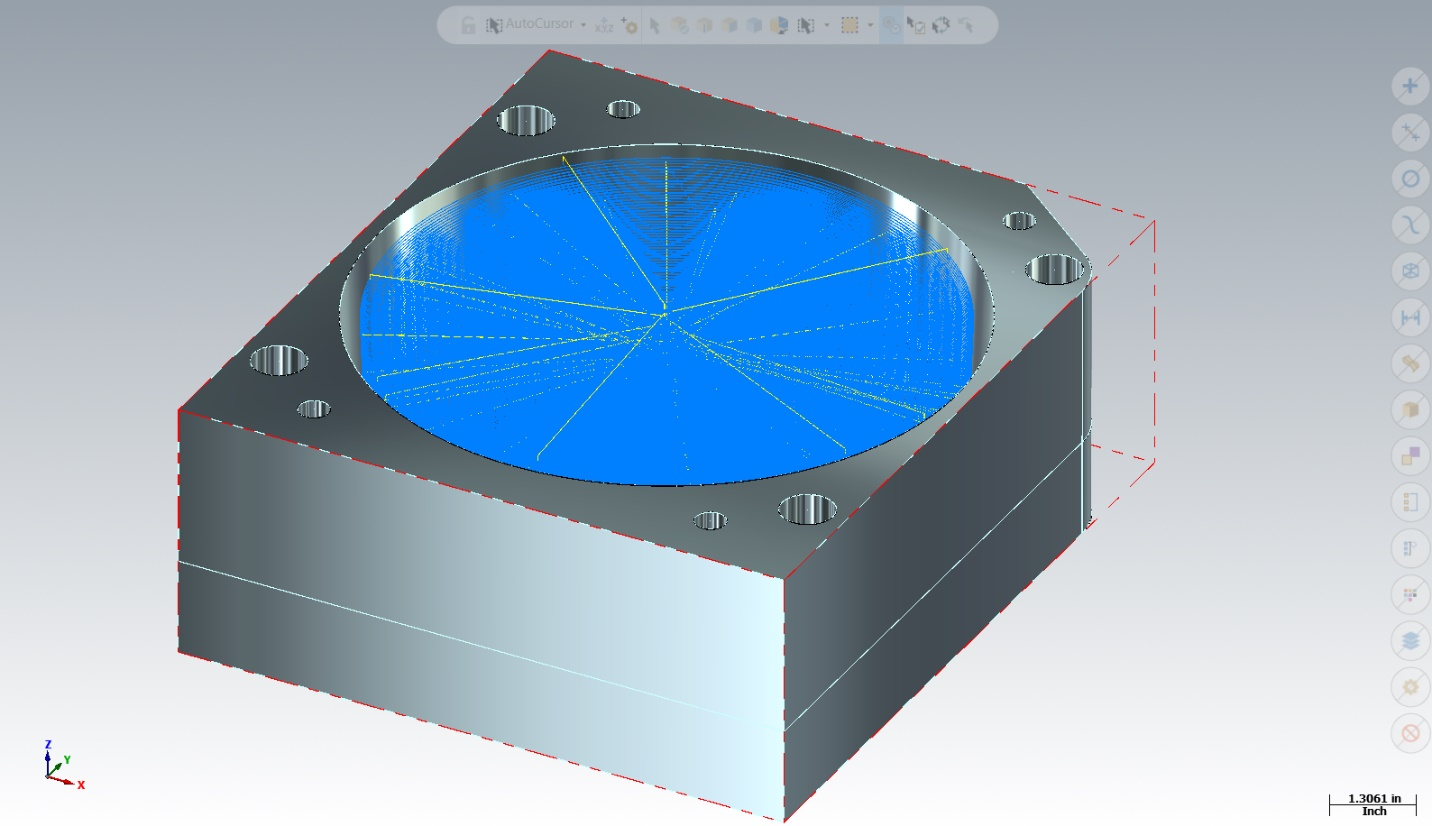 AutoCursor
XYZ
Z
Y
X
1.3061 in
Inch